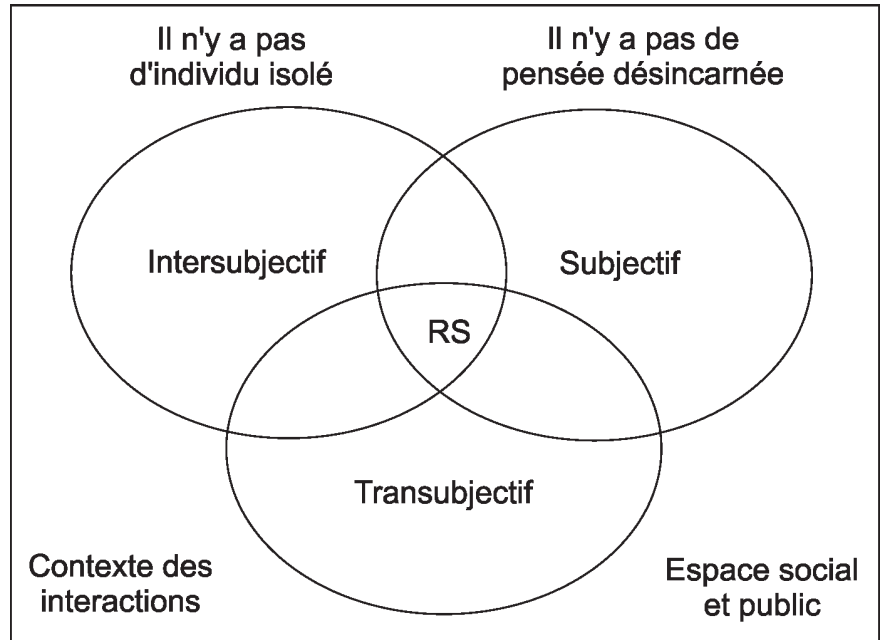 Il n'y a pas
d'individu isolé
Il n'y a pas de
pensée désincarnée
Intersubjectif
Subjectif
RS
Transubjectif
Contexte des
interactions
Espace social
et public